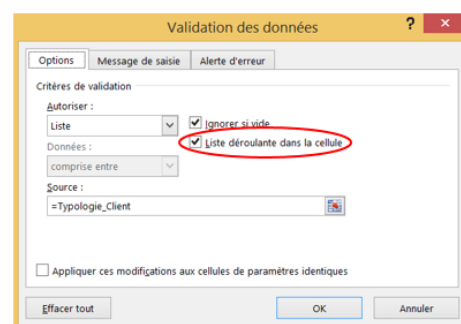 Validation des données ? ×
Options Message de saisie Alerte d'erreur
Critères de validation
Autoriser :
Liste Ignorer si vide
Données : Liste déroulante dans la cellule
comprise entre
Source :
=Typologie_Client
Appliquer ces modifications aux cellules de paramètres identiques
Effacer tout OK Annuler